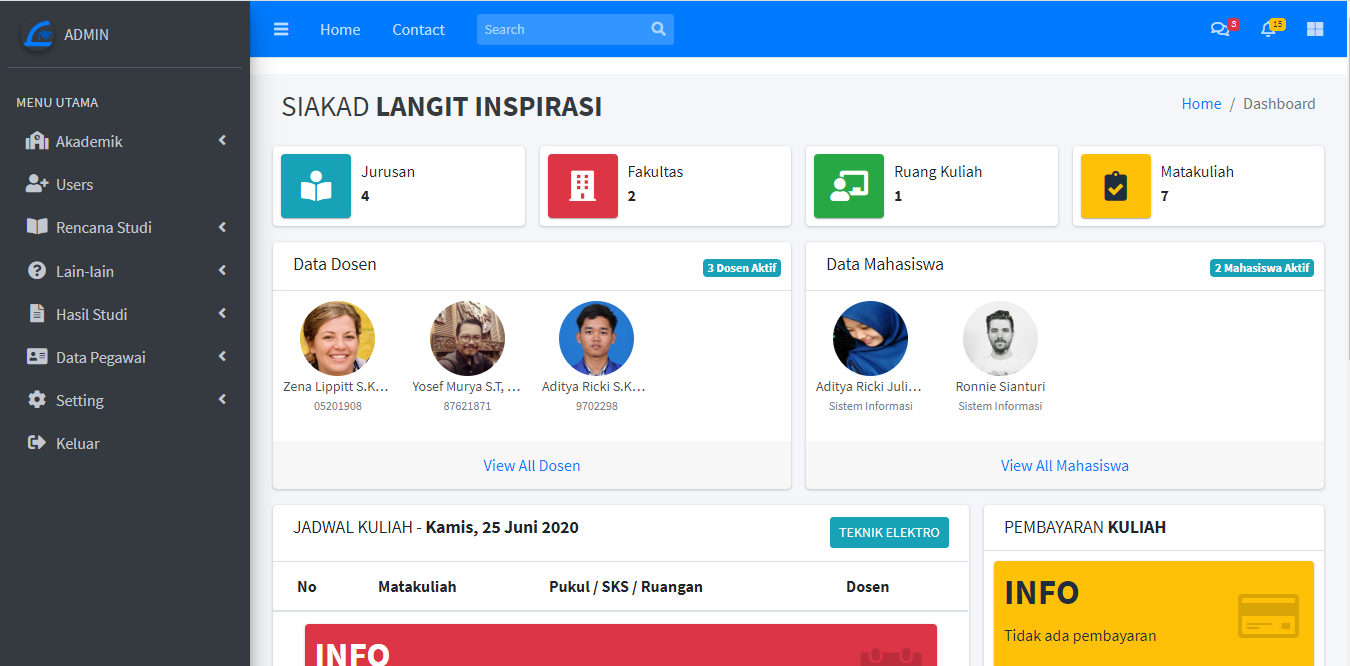 ADMIN
Home
Contact
Search
3
15
MENU UTAMA
Akademik
Users
Rencana Studi
Lain-lain
Hasil Studi
Data Pegawai
Setting
Keluar
SIAKAD LANGIT INSPIRASI
Home / Dashboard
Jurusan
4
Fakultas
2
Ruang Kuliah
1
Matakuliah
7
Data Dosen
3 Dosen Aktif
Zena Lippitt S.K...
05201908
Yosef Murya S.T, ...
87621871
Aditya Ricki S.K...
9702298
View All Dosen
Data Mahasiswa
2 Mahasiswa Aktif
Aditya Ricki Juli...
Sistem Informasi
Ronnie Sianturi
Sistem Informasi
View All Mahasiswa
JADWAL KULIAH - Kamis, 25 Juni 2020
TEKNIK ELEKTRO
No Matakuliah Pukul / SKS / Ruangan Dosen
INFO
PEMBAYARAN KULIAH
INFO
Tidak ada pembayaran